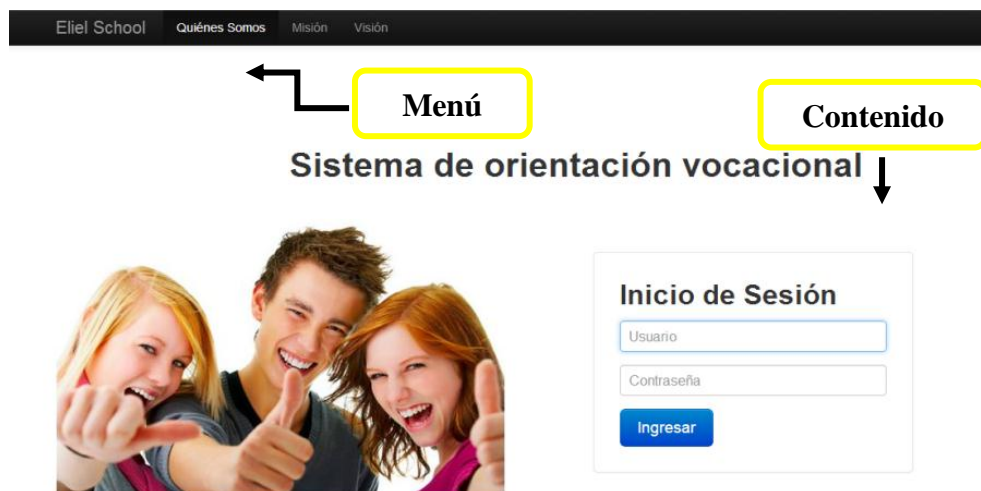 Eliel School Quiénes Somos Misión Visión
Menú
Contenido
Sistema de orientación vocacional
Inicio de Sesión
Usuario
Contraseña
Ingresar